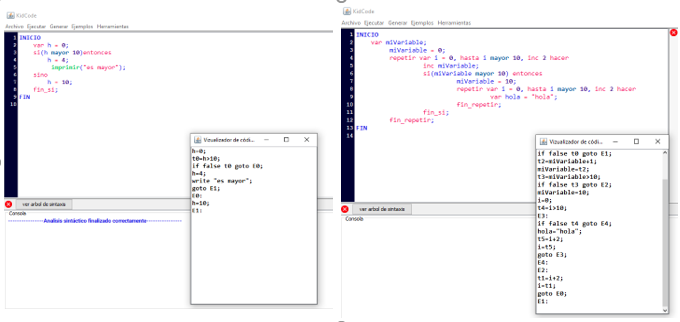 KidCode
Archivo Ejecutar Generar Ejemplos Herramientas
1 INICIO
2 var h = 0;
3 si(h mayor 10)entonces
4 h = 4;
5 imprimir("es mayor");
6 sino
7 h = 10;
8 fin_si;
9 FIN
10
Visualizador de códi...
h=0;
t0=h>10;
if false t0 goto E0;
h=4;
write "es mayor";
goto E1;
E0:
h=10;
E1:
ver arbol de sintaxis
Consola
Analisis sintáctico finalizado correctamente
KidCode
Archivo Ejecutar Generar Ejemplos Herramientas
1 INICIO
2 var miVariable;
3 miVariable = 0;
4 repetir var i = 0, hasta i mayor 10, inc 2 hacer
5 inc miVariable;
6 si(miVariable mayor 10) entonces
7 miVariable = 10;
8 repetir var i = 0, hasta i mayor 10, inc 2 hacer
9 var hola = "hola";
10 fin_repetir;
11 fin_si;
12 fin_repetir;
13 FIN
14
Visualizador de códi...
if false t0 goto E1;
t2=miVariable+1;
miVariable=t2;
t3=miVariable>10;
if false t3 goto E2;
miVariable=10;
i=0;
t4=i>10;
E3:
if false t4 goto E4;
hola="hola";
t5=i+2;
i=t5;
goto E3;
E4:
E2:
t1=i+2;
i=t1;
goto E0;
E1:
ver arbol de sintaxis
Consola